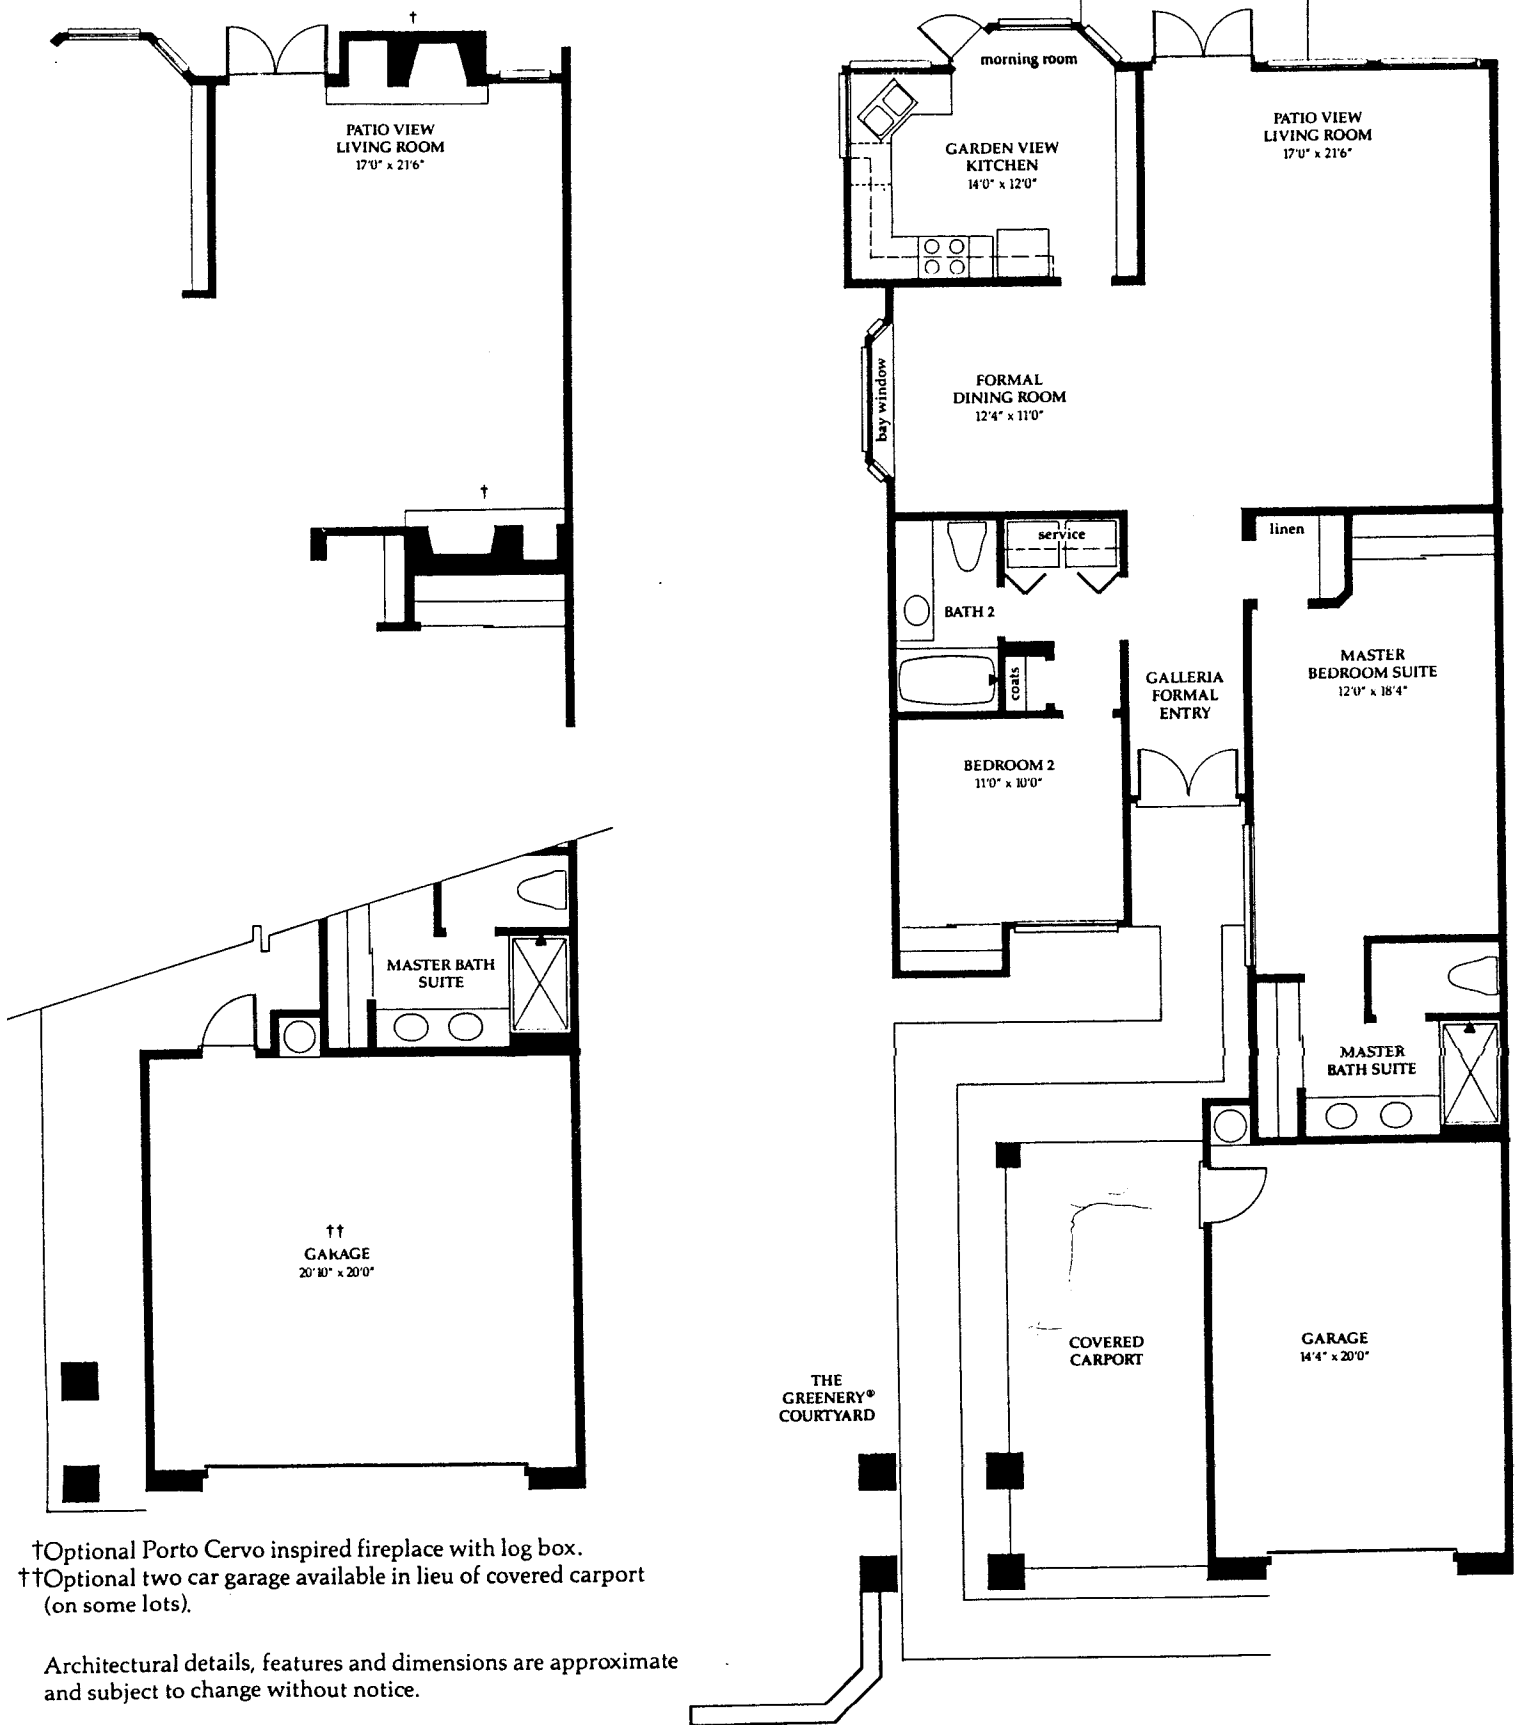 †
PATIO VIEW
LIVING ROOM
17'0" x 21'6"
†
MASTER BATH
SUITE
††
GARAGE
20'10" x 20'0"
†Optional Porto Cervo inspired fireplace with log box.
††Optional two car garage available in lieu of covered carport
(on some lots).
Architectural details, features and dimensions are approximate
and subject to change without notice.
morning room
GARDEN VIEW
KITCHEN
14'0" x 12'0"
PATIO VIEW
LIVING ROOM
17'0" x 21'6"
bay window
FORMAL
DINING ROOM
12'4" x 11'0"
service
linen
BATH 2
coats
GALLERIA
FORMAL
ENTRY
MASTER
BEDROOM SUITE
12'0" x 18'4"
BEDROOM 2
11'0" x 10'0"
MASTER
BATH SUITE
COVERED
CARPORT
GARAGE
14'4" x 20'0"
THE
GREENERY®
COURTYARD